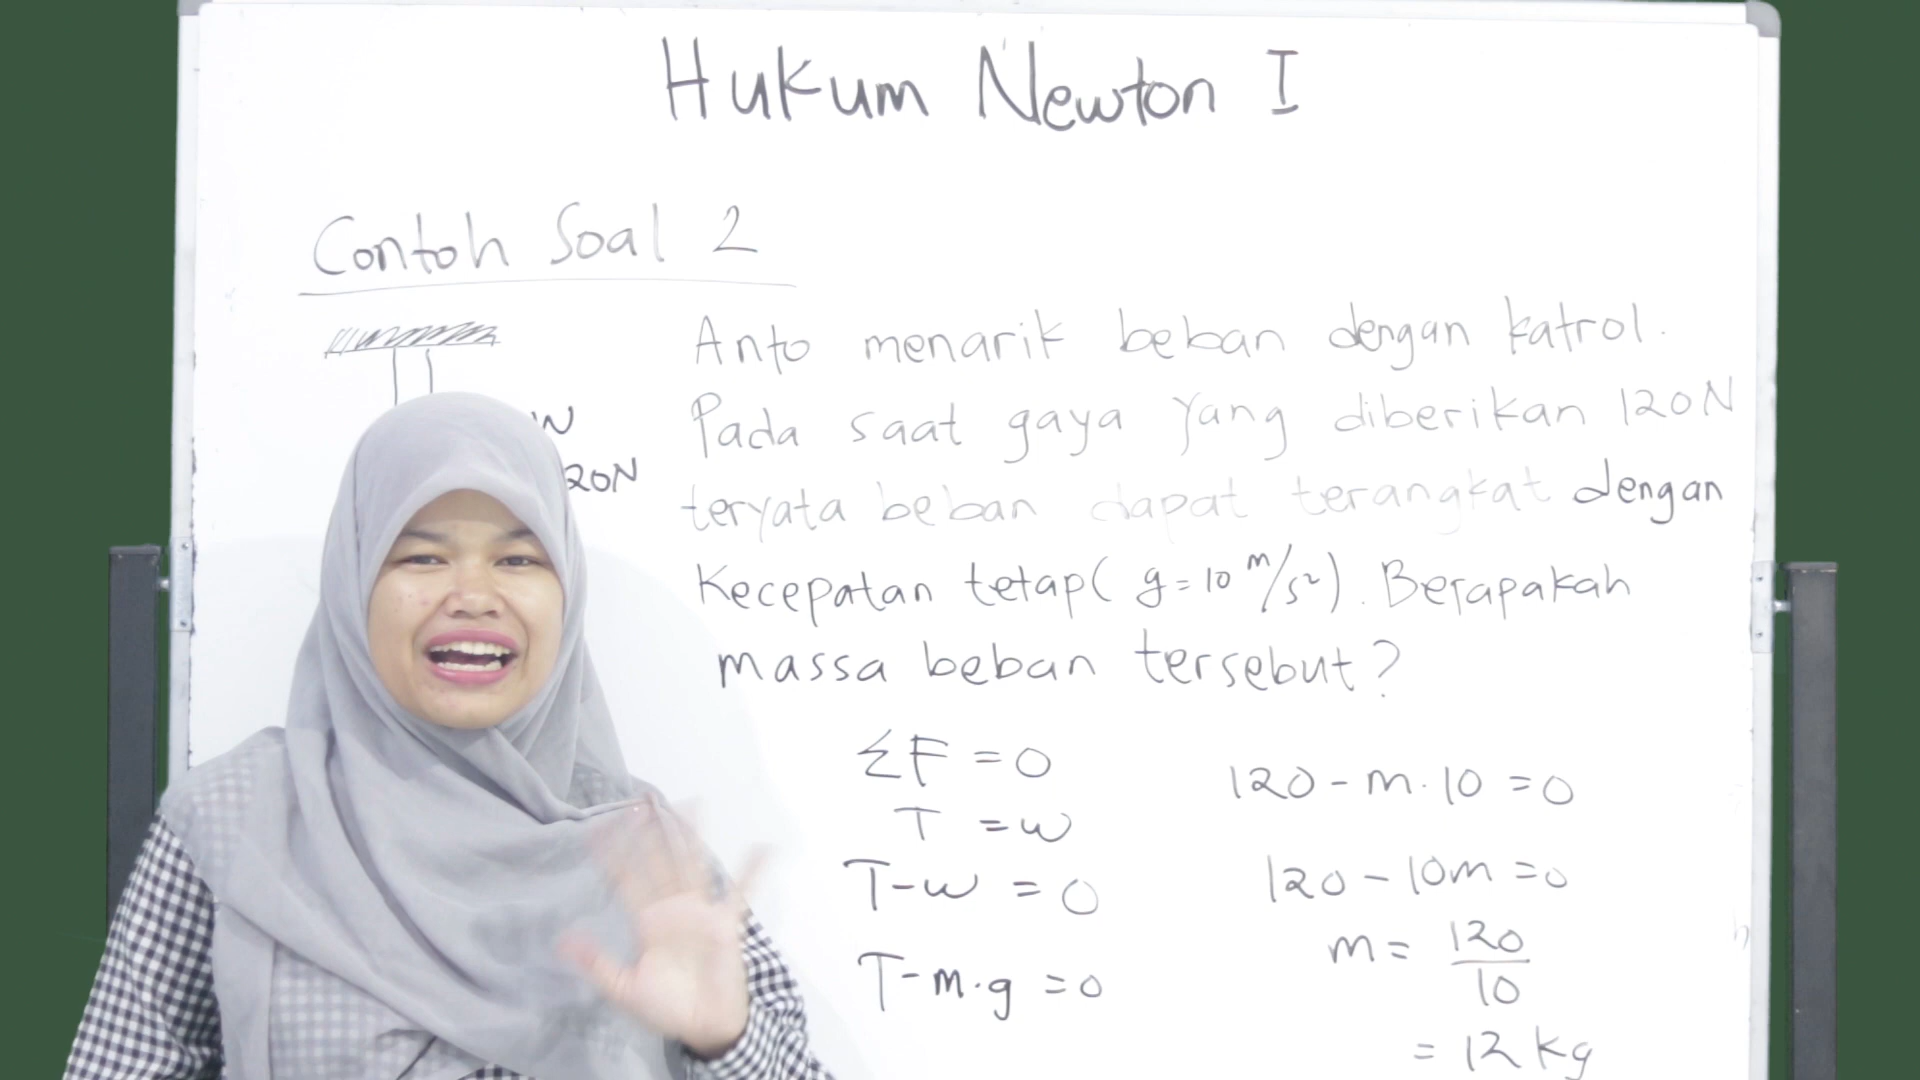 Hukum Newton I
Contoh Soal 2
Anto menarik beban dengan katrol.
Pada saat gaya yang diberikan 120N
teryata beban dapat terangkat dengan
Kecepatan tetap( g=10 m/s²). Berapakah
massa beban tersebut?
N
20N
ΣF = 0
T = w
T-w = 0
T-m.g = 0
120-m.10 = 0
120-10m = 0
m = 120/10
= 12 kg